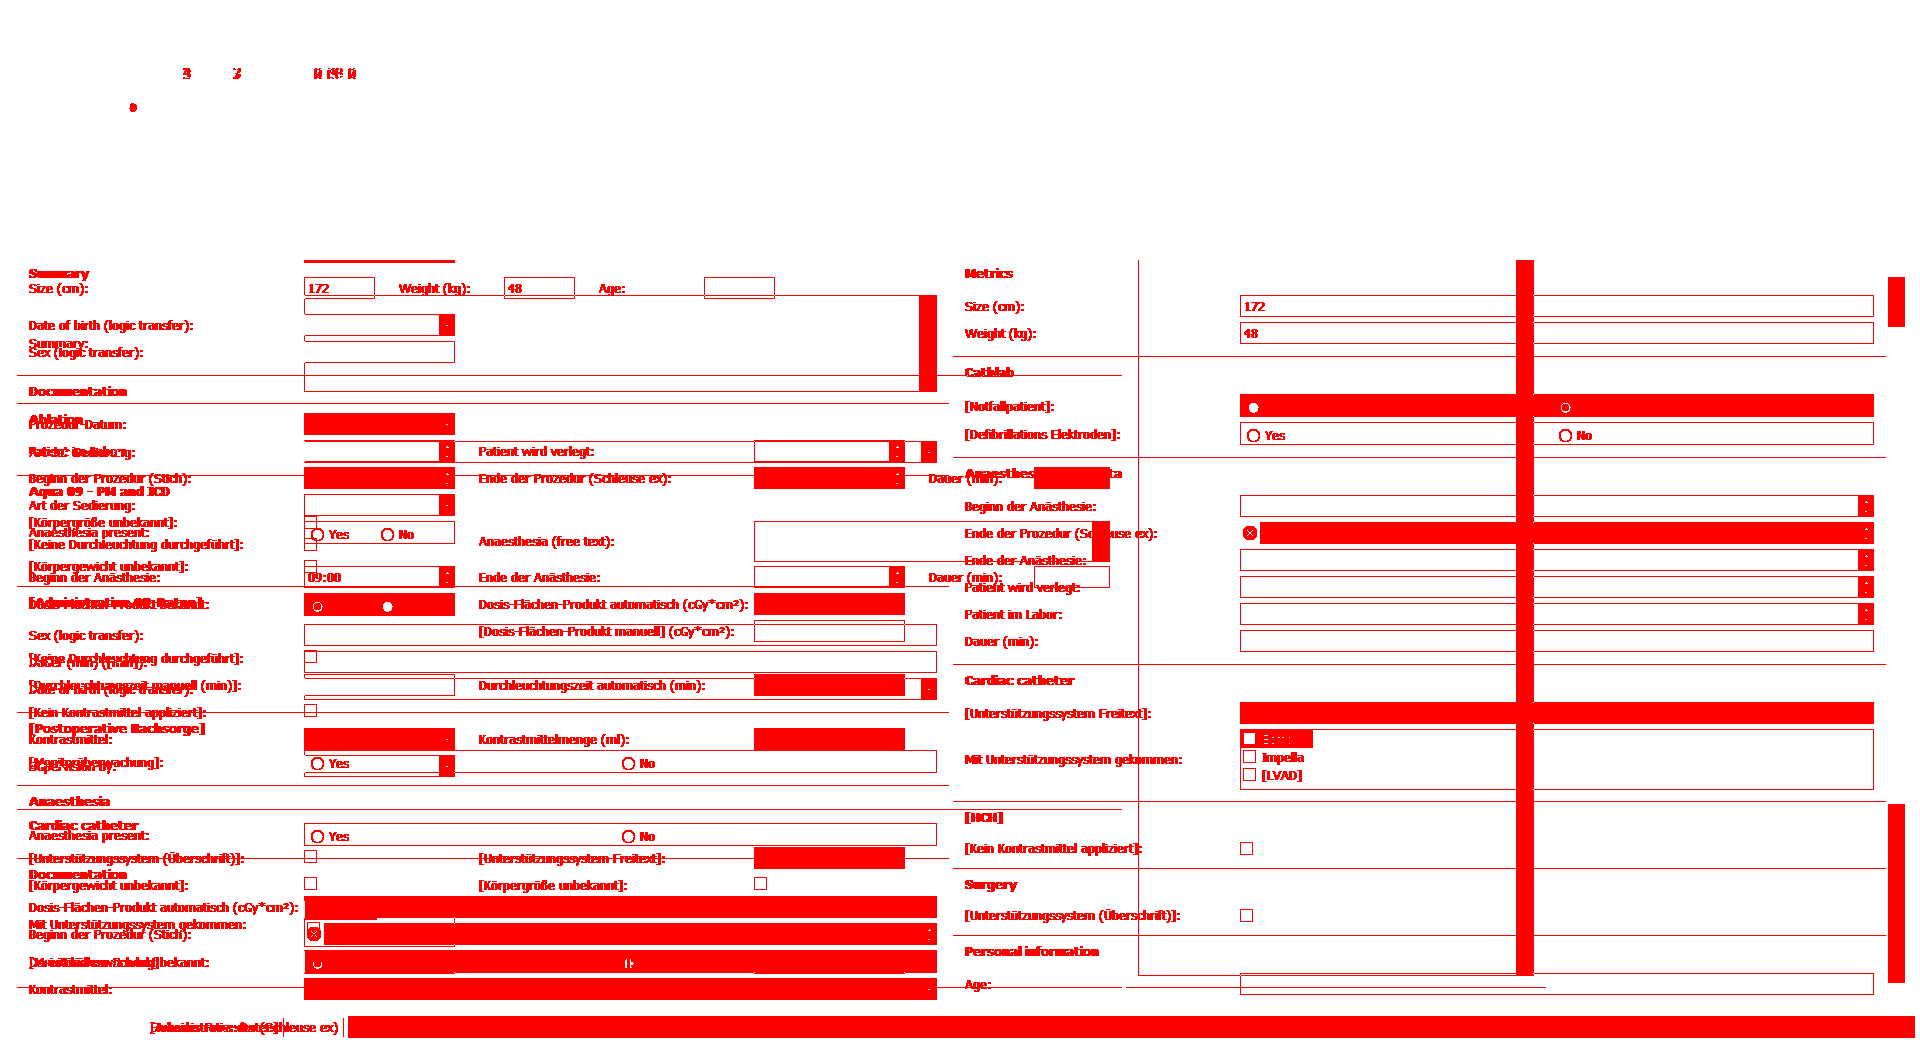 Summary
Size (cm): 172 Weight (kg): 48 Age:
Date of birth (logic transfer):
Summary:
Sex (logic transfer):
Documentation
Ablation
Prozedur-Datum:
Patient wird verlegt:
Beginn der Prozedur (Stich): Ende der Prozedur (Schleuse ex): Dauer (min):
Aqua 09 - PM and ICD
Art der Sedierung:
[Körpergröße unbekannt]:
Anaesthesia present: Yes No
Anaesthesia (free text):
[Keine Durchleuchtung durchgeführt]:
[Körpergewicht unbekannt]:
Beginn der Anästhesie: 09:00 Ende der Anästhesie: Dauer (min):
Dosis-Flächen-Produkt automatisch (cGy*cm²):
Sex (logic transfer): [Dosis-Flächen-Produkt manuell] (cGy*cm²):
[Keine Durchleuchtung durchgeführt]:
[Durchleuchtungszeit manuell (min)]: Durchleuchtungszeit automatisch (min):
[Kein Kontrastmittel appliziert]:
[Postoperative Nachsorge]
Kontrastmittel: Kontrastmittelmenge (ml):
[Monitorüberwachung]: Yes No
Anaesthesia
Cardiac catheter
Anaesthesia present: Yes No
[Unterstützungssystem (Überschrift)]: [Unterstützungssystem Freitext]:
Documentation
[Körpergewicht unbekannt]: [Körpergröße unbekannt]:
Dosis-Flächen-Produkt automatisch (cGy*cm²):
Mit Unterstützungssystem gekommen:
Beginn der Prozedur (Stich):
Kontrastmittel:
Metrics
Size (cm): 172
Weight (kg): 48
Cathlab
[Notfallpatient]:
[Defibrillations Elektroden]: Yes No
Beginn der Anästhesie:
Ende der Prozedur (Schleuse ex):
Ende der Anästhesie:
Patient wird verlegt:
Patient im Labor:
Dauer (min):
Cardiac catheter
[Unterstützungssystem Freitext]:
Mit Unterstützungssystem gekommen:
Impella
[LVAD]
[HCH]
[Kein Kontrastmittel appliziert]:
Surgery
[Unterstützungssystem (Überschrift)]:
Personal information
Age: